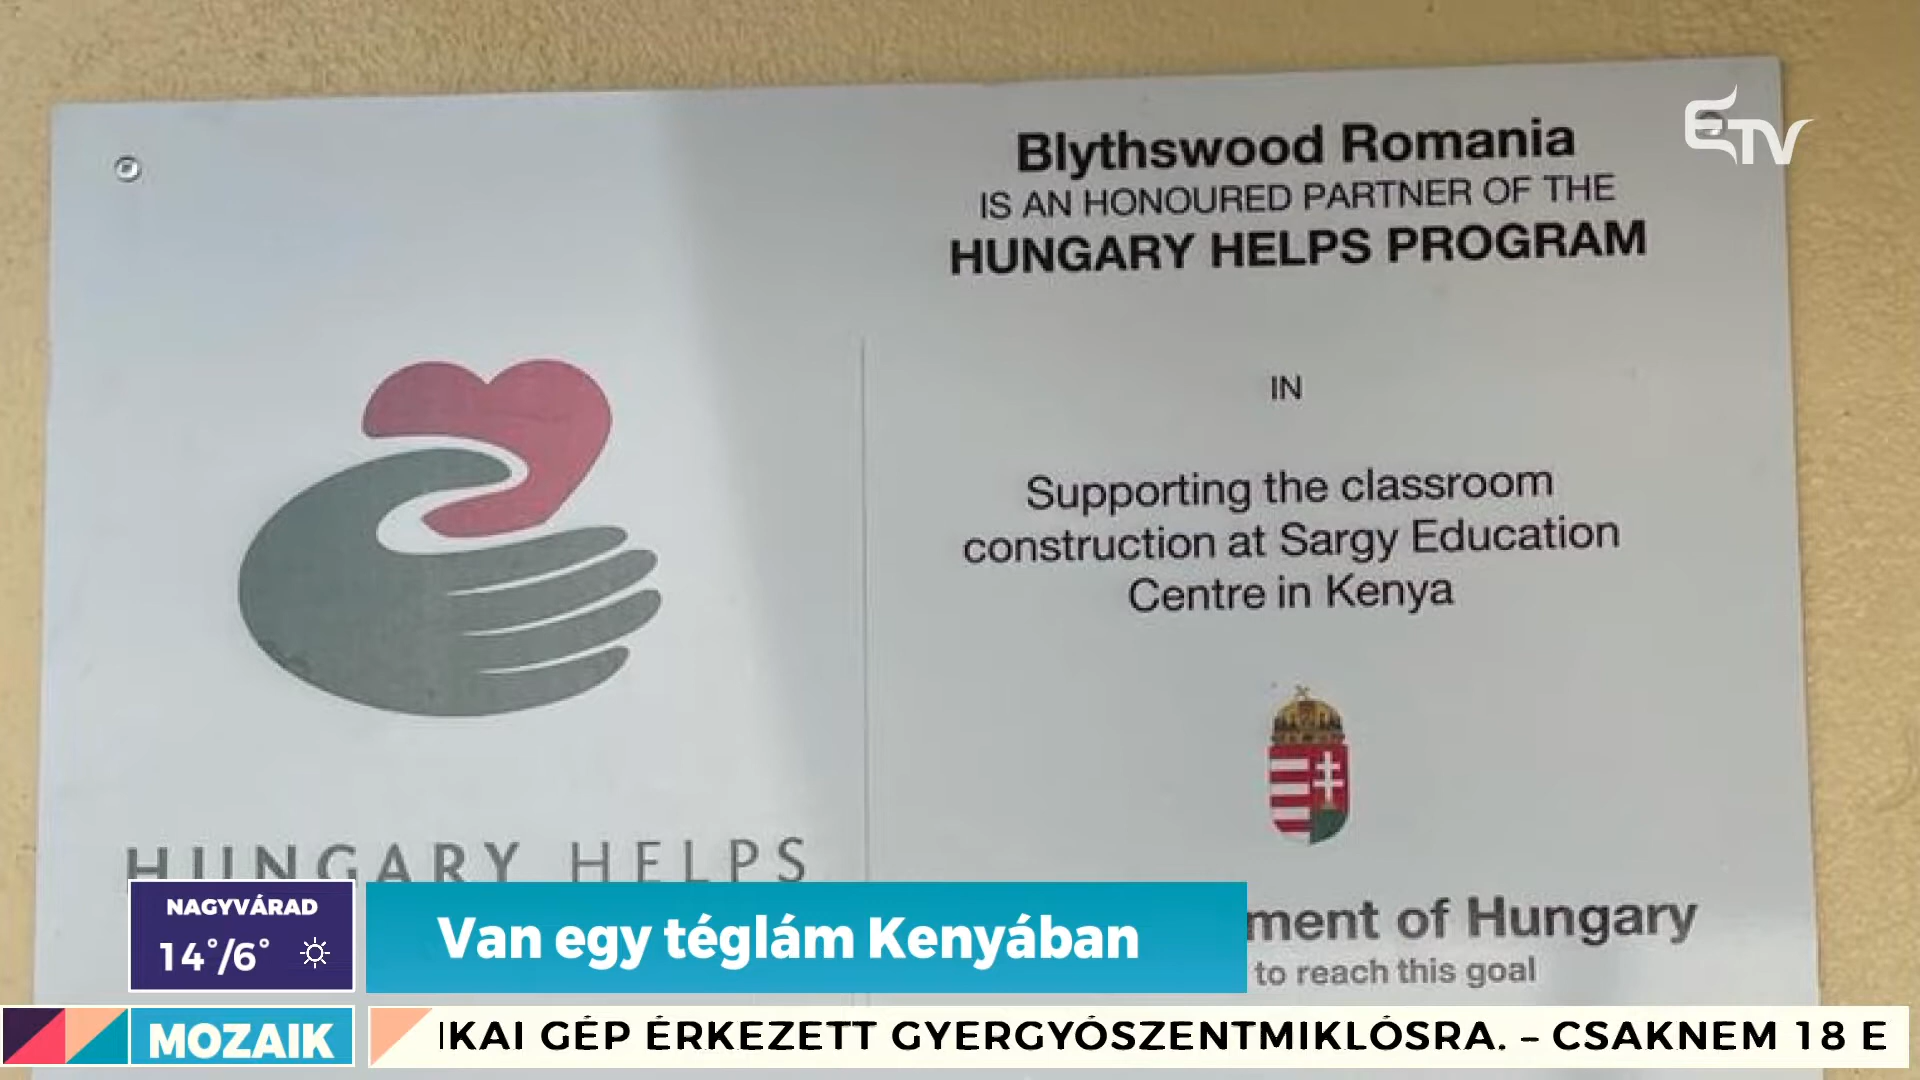 ETV
Blythswood Romania
IS AN HONOURED PARTNER OF THE
HUNGARY HELPS PROGRAM
IN
Supporting the classroom
construction at Sargy Education
Centre in Kenya
HUNGARY HELPS
of Hungary
to reach this goal
NAGYVÁRAD
14°/6°
Van egy téglám Kenyában
MOZAIK
GÉP ÉRKEZETT GYERGYÓSZENTMIKLÓSRA. – CSAKNEM 18 E